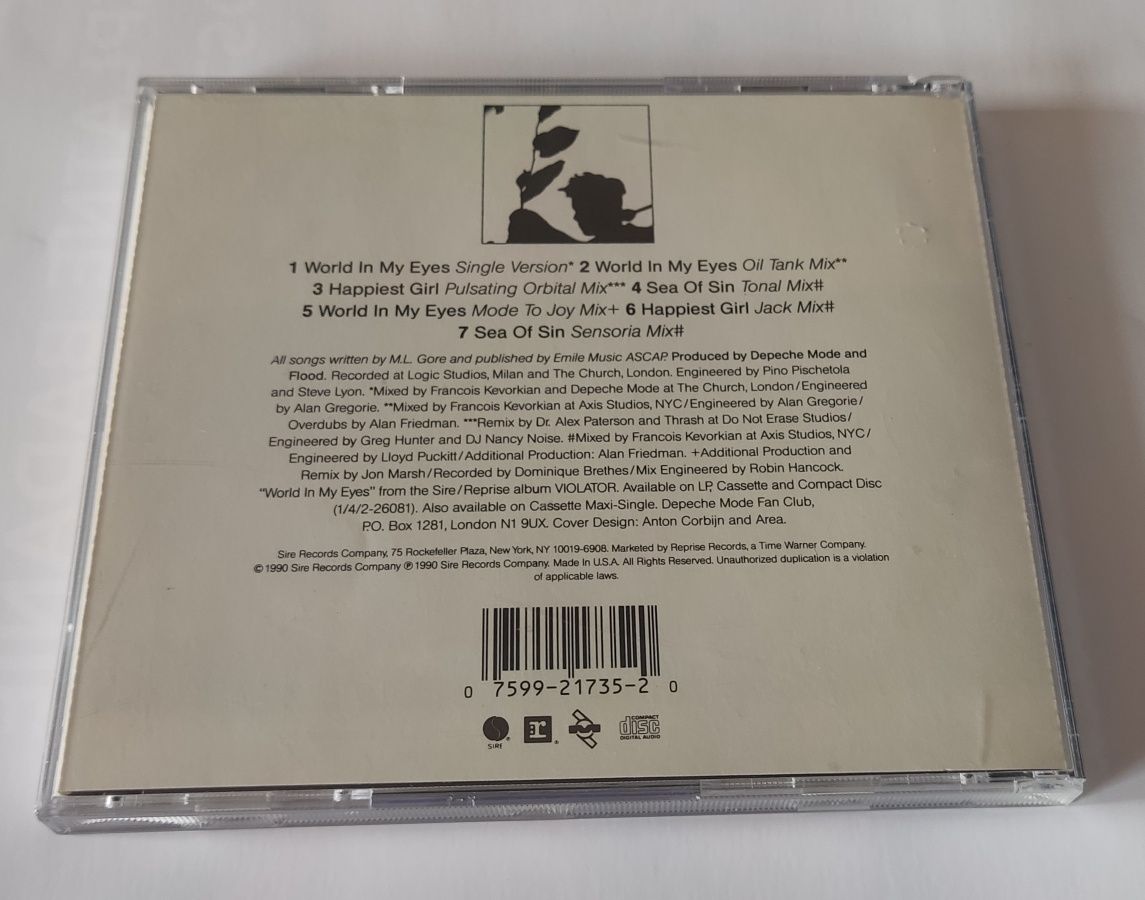 1 World In My Eyes Single Version* 2 World In My Eyes Oil Tank Mix**
3 Happiest Girl Pulsating Orbital Mix*** 4 Sea Of Sin Tonal Mix#
5 World In My Eyes Mode To Joy Mix+ 6 Happiest Girl Jack Mix#
7 Sea Of Sin Sensoria Mix#
All songs written by M.L. Gore and published by Emile Music ASCAP. Produced by Depeche Mode and
Flood. Recorded at Logic Studios, Milan and The Church, London. Engineered by Pino Pischetola
and Steve Lyon. *Mixed by Francois Kevorkian and Depeche Mode at The Church, London/Engineered
by Alan Gregorie. **Mixed by Francois Kevorkian at Axis Studios, NYC/Engineered by Alan Gregorie/
Overdubs by Alan Friedman. ***Remix by Dr. Alex Paterson and Thrash at Do Not Erase Studios/
Engineered by Greg Hunter and DJ Nancy Noise. #Mixed by Francois Kevorkian at Axis Studios, NYC/
Engineered by Lloyd Puckitt/Additional Production: Alan Friedman. +Additional Production and
Remix by Jon Marsh/Recorded by Dominique Brethes/Mix Engineered by Robin Hancock.
"World In My Eyes" from the Sire/Reprise album VIOLATOR. Available on LP, Cassette and Compact Disc
(1/4/2-26081). Also available on Cassette Maxi-Single. Depeche Mode Fan Club,
P.O. Box 1281, London N1 9UX. Cover Design: Anton Corbijn and Area.
Sire Records Company, 75 Rockefeller Plaza, New York, NY 10019-6908. Marketed by Reprise Records, a Time Warner Company.
© 1990 Sire Records Company ℗ 1990 Sire Records Company. Made in U.S.A. All Rights Reserved. Unauthorized duplication is a violation
of applicable laws.
0 7599-21735-2 0
SIRE ® r ® COMPACT disc DIGITAL AUDIO